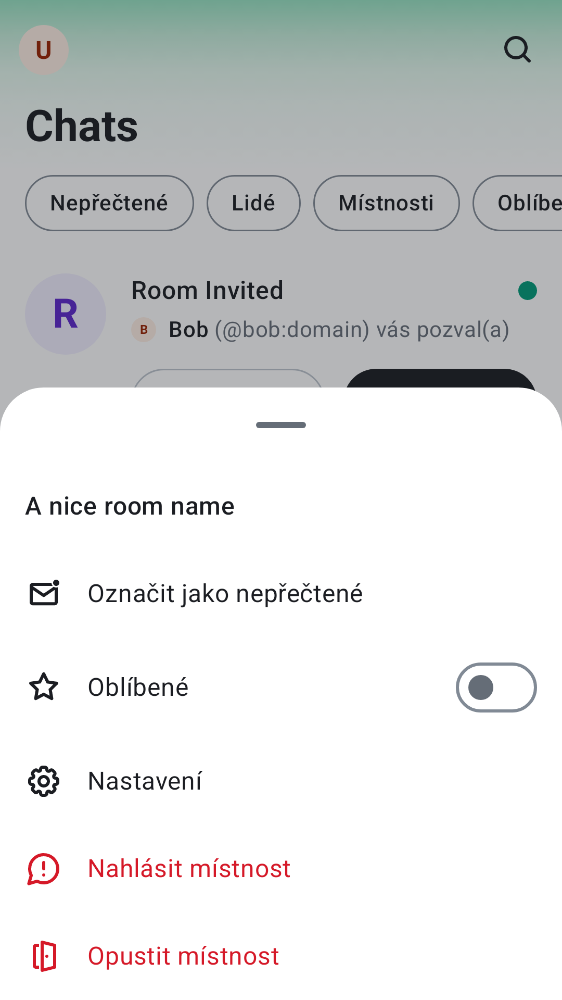 U
Chats
Nepřečtené Lidé Místnosti Oblíbe
R
Room Invited
B Bob (@bob:domain) vás pozval(a)
A nice room name
Označit jako nepřečtené
Oblíbené
Nastavení
Nahlásit místnost
Opustit místnost